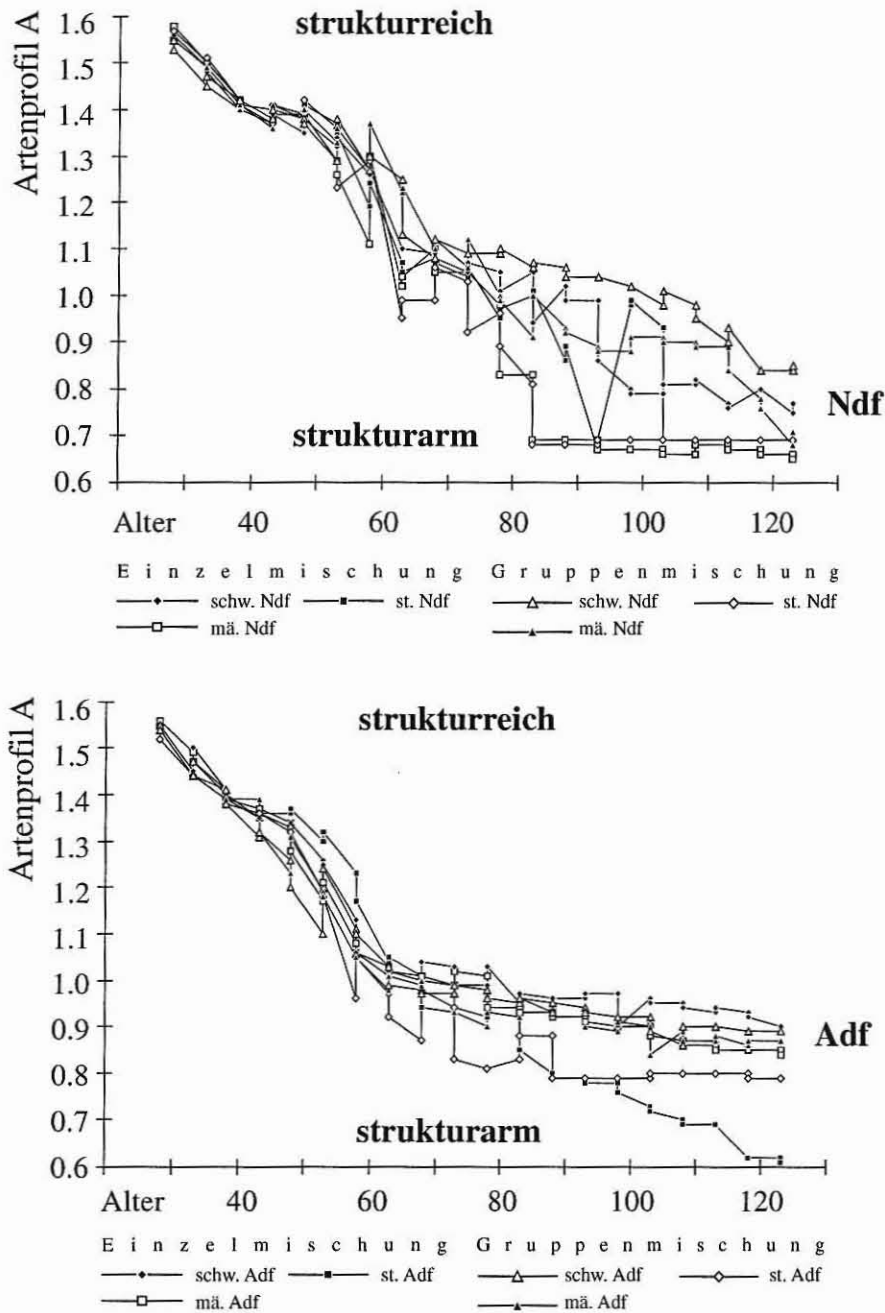 Artenprofil A
strukturreich
1.6
1.5
1.4
1.3
1.2
1.1
1.0
0.9
0.8
0.7
0.6
strukturarm
Ndf
Alter 40 60 80 100 120
Einzelmischung Gruppenmischung
schw. Ndf st. Ndf schw. Ndf st. Ndf
mä. Ndf mä. Ndf
Artenprofil A
strukturreich
1.6
1.5
1.4
1.3
1.2
1.1
1.0
0.9
0.8
0.7
0.6
Adf
strukturarm
Alter 40 60 80 100 120
Einzelmischung Gruppenmischung
schw. Adf st. Adf schw. Adf st. Adf
mä. Adf mä. Adf